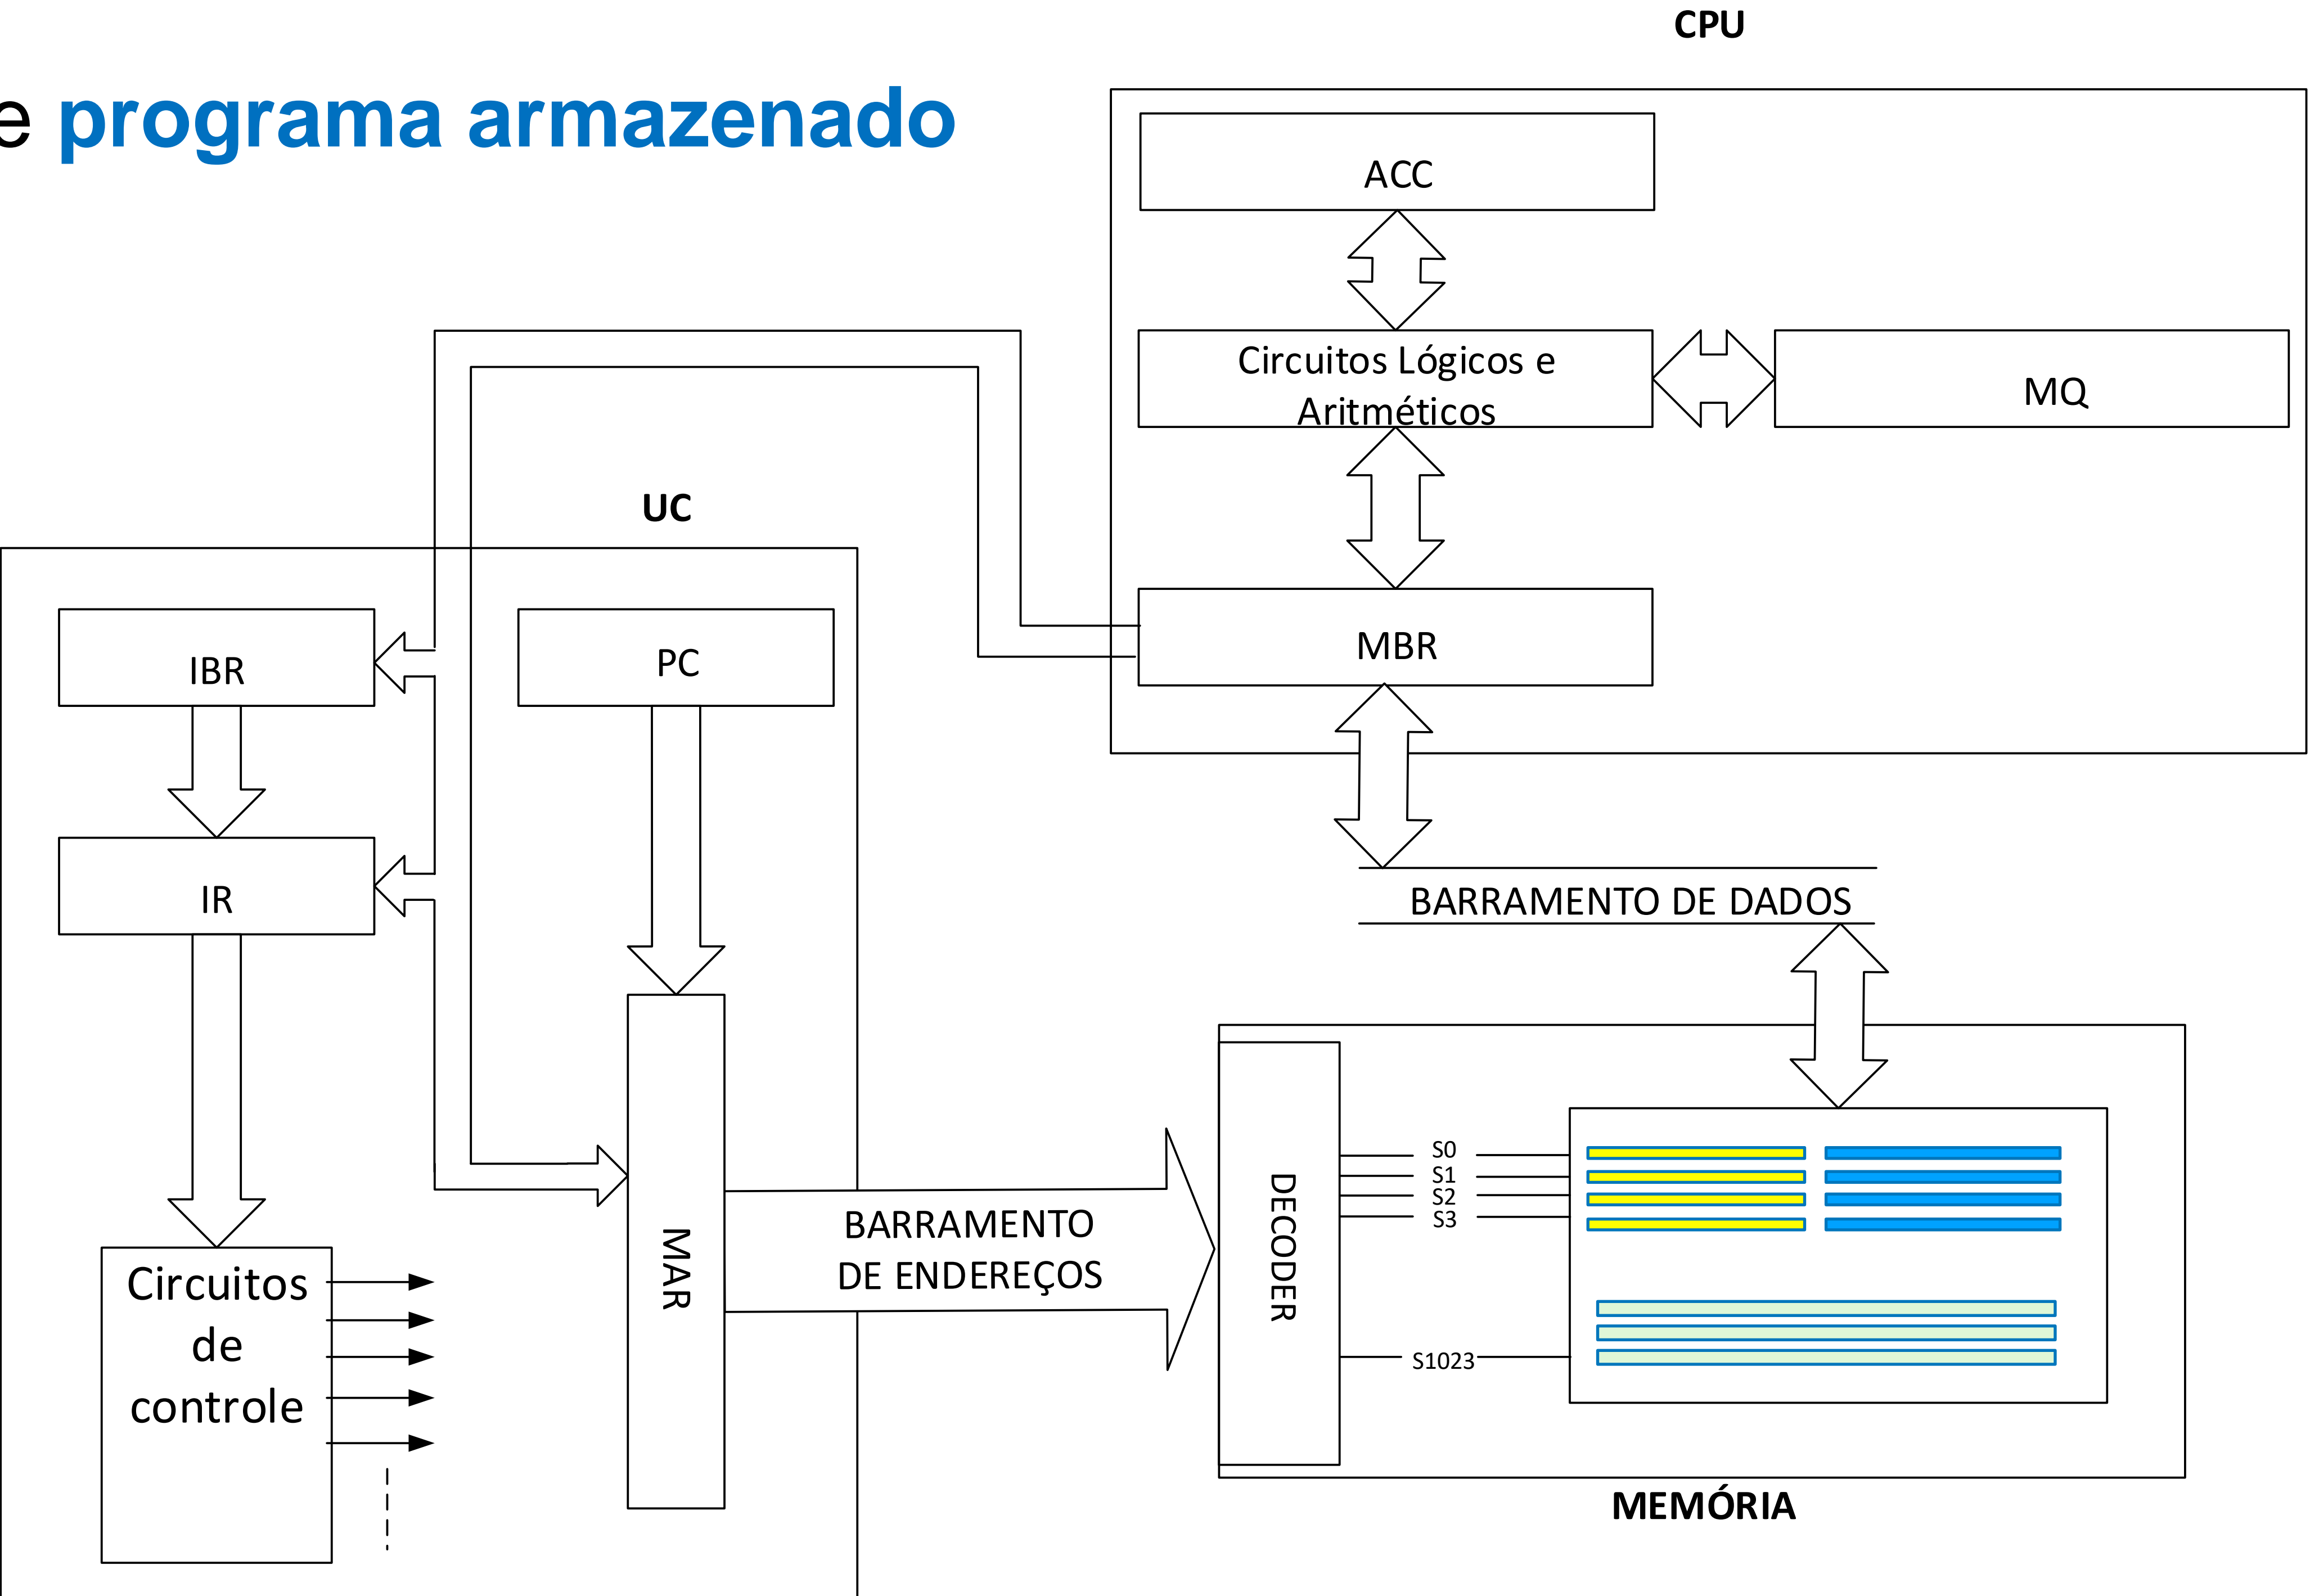 CPU
e programa armazenado
ACC
Circuitos Lógicos e
Aritméticos
MQ
UC
MBR
IBR
PC
IR
BARRAMENTO DE DADOS
MAR
BARRAMENTO
DE ENDEREÇOS
DECODER
S0
S1
S2
S3
S1023
Circuitos
de
controle
MEMÓRIA